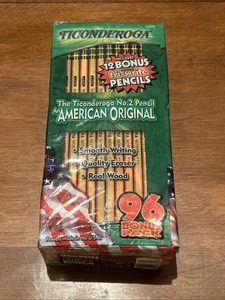 TICONDEROGA
12 BONUS
PENCILS
The Ticonderoga No.2 Pencil
AMERICAN ORIGINAL
• Smooth Writing
• Quality Eraser
• Real Wood
96
BONUS
PACK